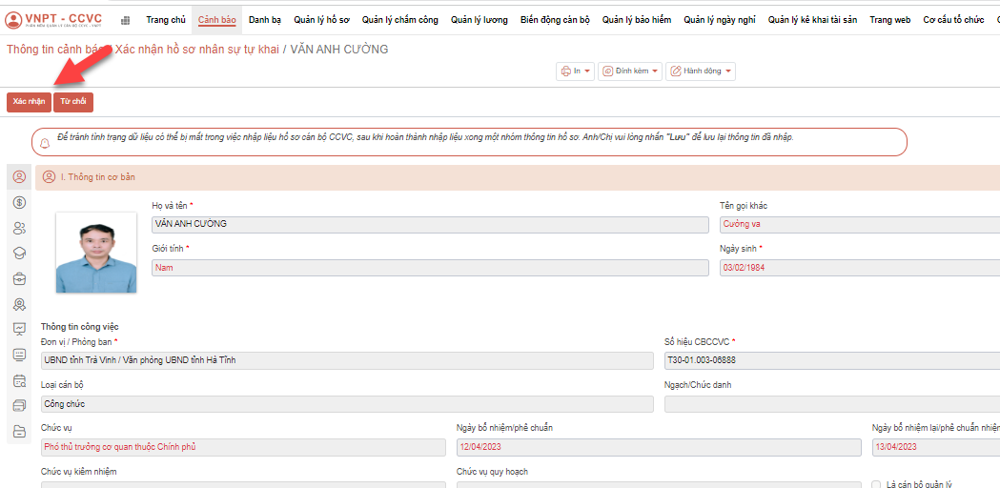 VNPT - CCVC
PHẦN MỀM QUẢN LÝ CÁN BỘ CCVC - VNPT
Trang chủ Cảnh báo Danh bạ Quản lý hồ sơ Quản lý chấm công Quản lý lương Biến động cán bộ Quản lý bảo hiểm Quản lý ngày nghỉ Quản lý kê khai tài sản Trang web Cơ cấu tổ chức
Thông tin cảnh báo / Xác nhận hồ sơ nhân sự tự khai / VĂN ANH CƯỜNG
In Đính kèm Hành động
Xác nhận Từ chối
Để tránh tình trạng dữ liệu có thể bị mất trong việc nhập liệu hồ sơ cán bộ CCVC, sau khi hoàn thành nhập liệu xong một nhóm thông tin hồ sơ. Anh/Chị vui lòng nhấn "Lưu" để lưu lại thông tin đã nhập.
I. Thông tin cơ bản
Họ và tên * Tên gọi khác
VĂN ANH CƯỜNG Cường va
Giới tính * Ngày sinh *
Nam 03/02/1984
Thông tin công việc
Đơn vị / Phòng ban * Số hiệu CBCCVC *
UBND tỉnh Trà Vinh / Văn phòng UBND tỉnh Hà Tĩnh T30-01.003-06888
Loại cán bộ Ngạch/Chức danh
Công chức
Chức vụ Ngày bổ nhiệm/phê chuẩn Ngày bổ nhiệm lại/phê chuẩn nhiệm
Phó thủ trưởng cơ quan thuộc Chính phủ 12/04/2023 13/04/2023
Chức vụ kiêm nhiệm Chức vụ quy hoạch
Là cán bộ quản lý